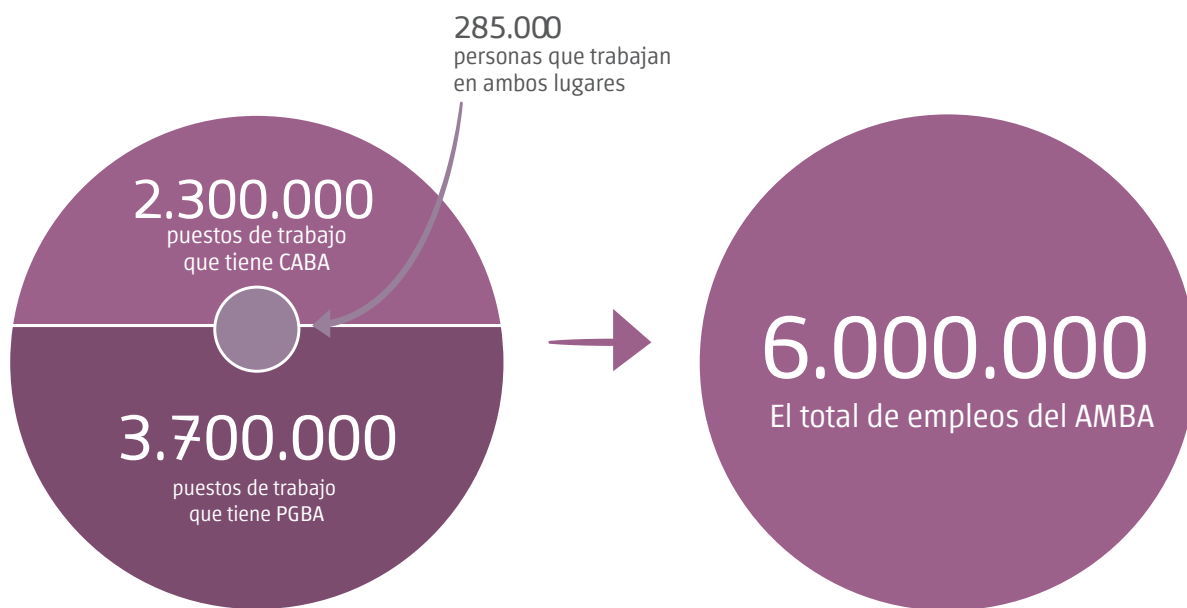 285.000
personas que trabajan
en ambos lugares
2.300.000
puestos de trabajo
que tiene CABA
3.700.000
puestos de trabajo
que tiene PGBA
6.000.000
El total de empleos del AMBA